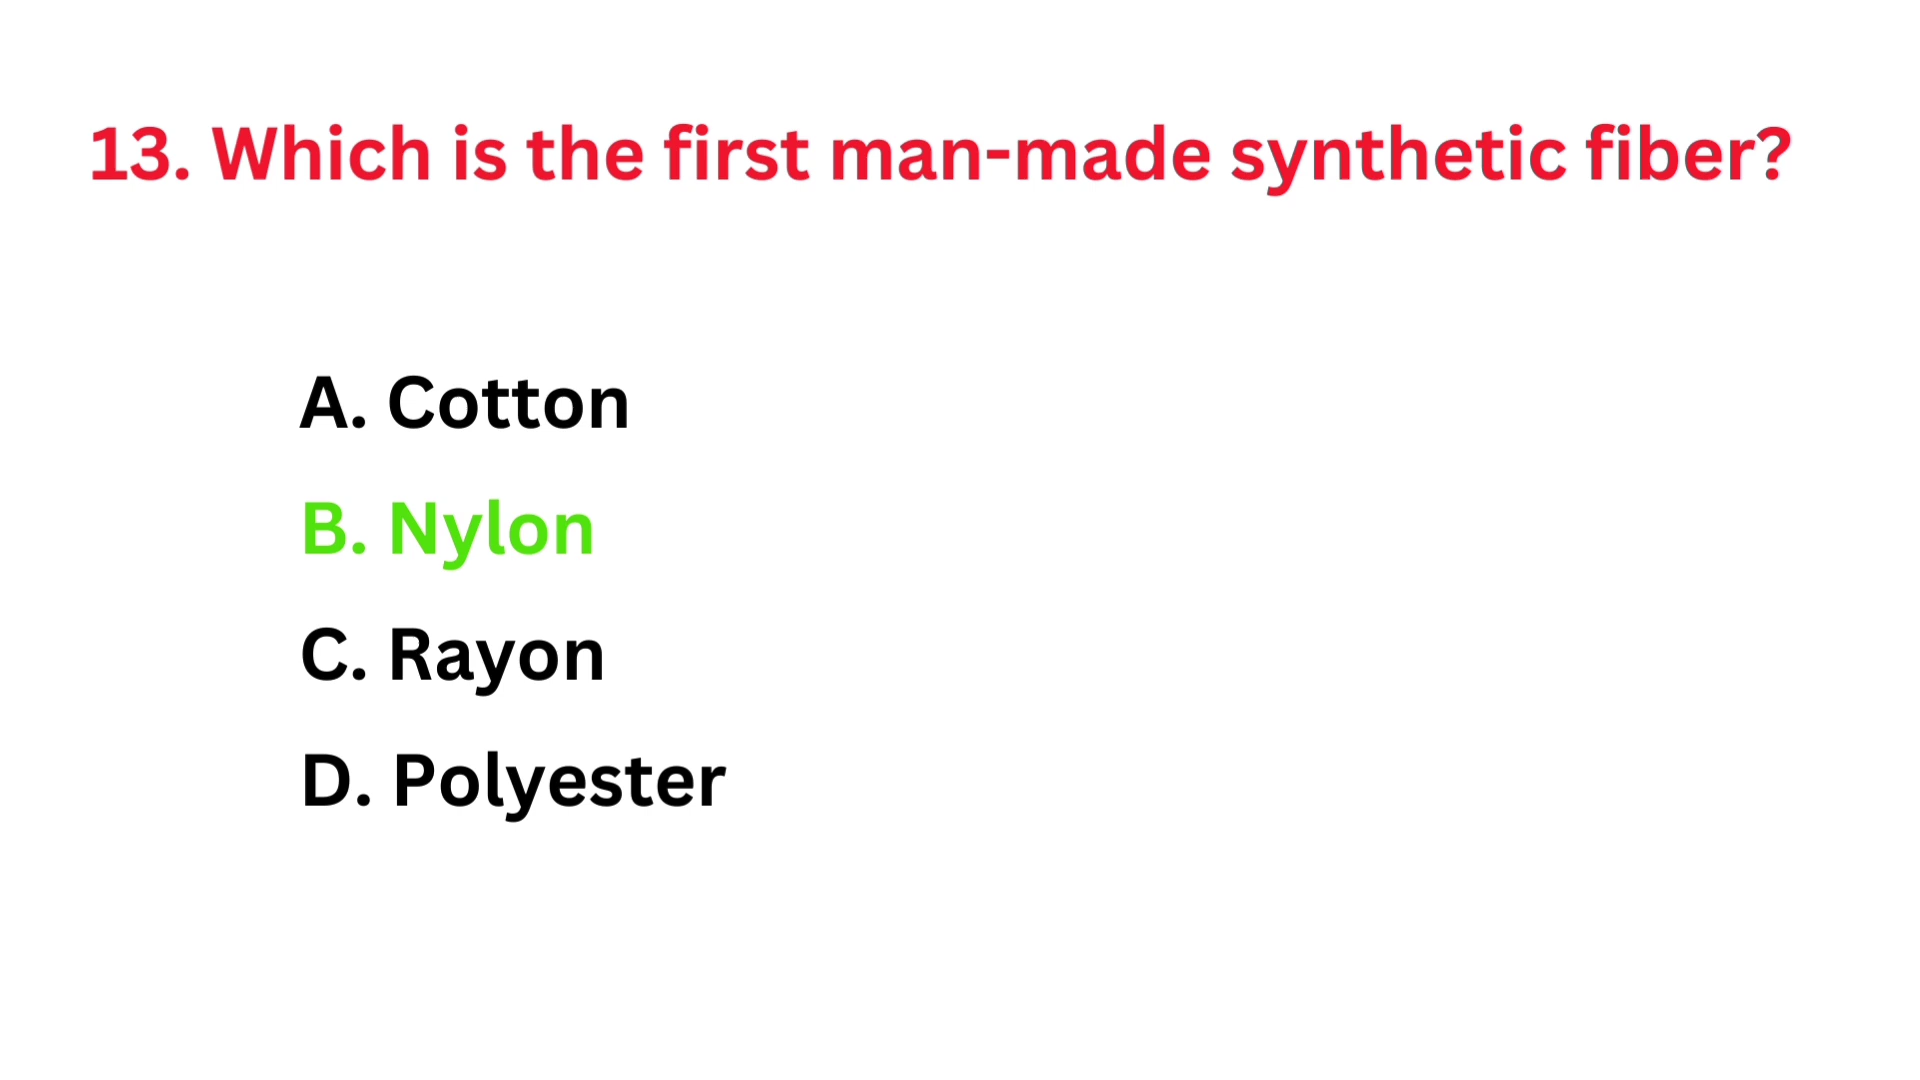 13. Which is the first man-made synthetic fiber?
A. Cotton
B. Nylon
C. Rayon
D. Polyester